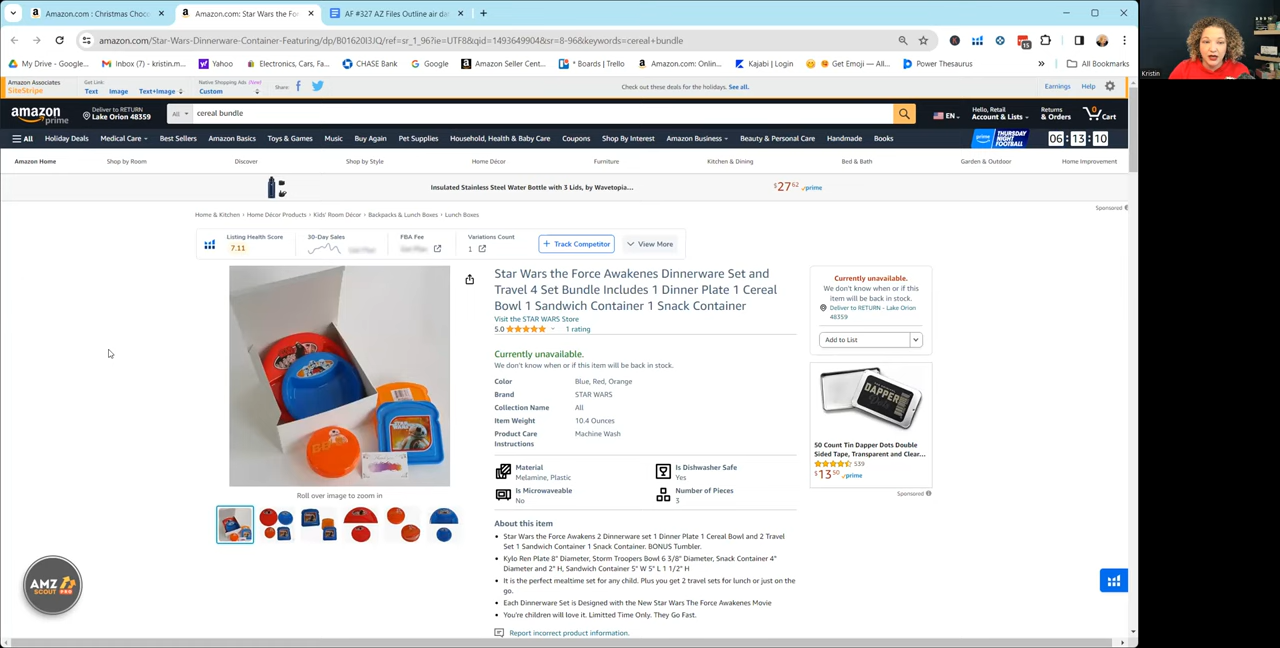 Amazon.com : Christmas Choco
Amazon.com: Star Wars the Fo
AF #327 AZ Files Outline air da
amazon.com/Star-Wars-Dinnerware-Container-Featuring/dp/B01620I3JQ/ref=sr_1_96?ie=UTF8&qid=1493649904&sr=8-96&keywords=cereal+bundle
My Drive - Google...
Inbox (7) - kristin.m...
Yahoo
Electronics, Cars, Fa...
CHASE Bank
Google
Amazon Seller Cent...
* Boards | Trello
Amazon.com: Onlin...
Kajabi | Login
Get Emoji — All...
Power Thesaurus
All Bookmarks
Amazon Associates
SiteStripe
Get Link:
Text
Image
Text+Image
Native Shopping Ads (New)
Custom
Share:
Check out these deals for the holidays. See all.
Earnings
Help
amazon
prime
Deliver to RETURN
Lake Orion 48359
All
cereal bundle
EN
Hello, Retail
Account & Lists
Returns
& Orders
0
Cart
All
Holiday Deals
Medical Care
Best Sellers
Amazon Basics
Toys & Games
Music
Buy Again
Pet Supplies
Household, Health & Baby Care
Coupons
Shop By Interest
Amazon Business
Beauty & Personal Care
Handmade
Books
prime
THURSDAY
NIGHT
FOOTBALL
06 : 13 : 10
Amazon Home
Shop by Room
Discover
Shop by Style
Home Décor
Furniture
Kitchen & Dining
Bed & Bath
Garden & Outdoor
Home Improvement
Insulated Stainless Steel Water Bottle with 3 Lids, by Wavetopia...
$27 62 prime
Sponsored
Home & Kitchen › Home Décor Products › Kids' Room Décor › Backpacks & Lunch Boxes › Lunch Boxes
Listing Health Score
7.11
30-Day Sales
FBA Fee
Variations Count
1
+ Track Competitor
View More
Star Wars the Force Awakenes Dinnerware Set and
Travel 4 Set Bundle Includes 1 Dinner Plate 1 Cereal
Bowl 1 Sandwich Container 1 Snack Container
Visit the STAR WARS Store
5.0
1 rating
Currently unavailable.
We don't know when or if this item will be back in stock.
Color Blue, Red, Orange
Brand STAR WARS
Collection Name All
Item Weight 10.4 Ounces
Product Care Machine Wash
Instructions
Material
Melamine, Plastic
Is Dishwasher Safe
Yes
Is Microwaveable
No
Number of Pieces
3
About this item
Star Wars the Force Awakens 2 Dinnerware set 1 Dinner Plate 1 Cereal Bowl and 2 Travel
Set 1 Sandwich Container 1 Snack Container. BONUS Tumbler.
Kylo Ren Plate 8" Diameter, Storm Troopers Bowl 6 3/8" Diameter, Snack Container 4"
Diameter and 2" H, Sandwich Container 5" W 5" L 1 1/2" H
It is the perfect mealtime set for any child. Plus you get 2 travel sets for lunch or just on the
go.
Each Dinnerware Set is Designed with the New Star Wars The Force Awakenes Movie
You're children will love it. Limitted Time Only. They Go Fast.
Report incorrect product information.
Roll over image to zoom in
AMZ
SCOUT PRO
Currently unavailable.
We don't know when or if this
item will be back in stock.
Deliver to RETURN - Lake Orion
48359
Add to List
DAPPER
50 Count Tin Dapper Dots Double
Sided Tape, Transparent and Clear...
539
$13 50 prime
Sponsored
Kristin